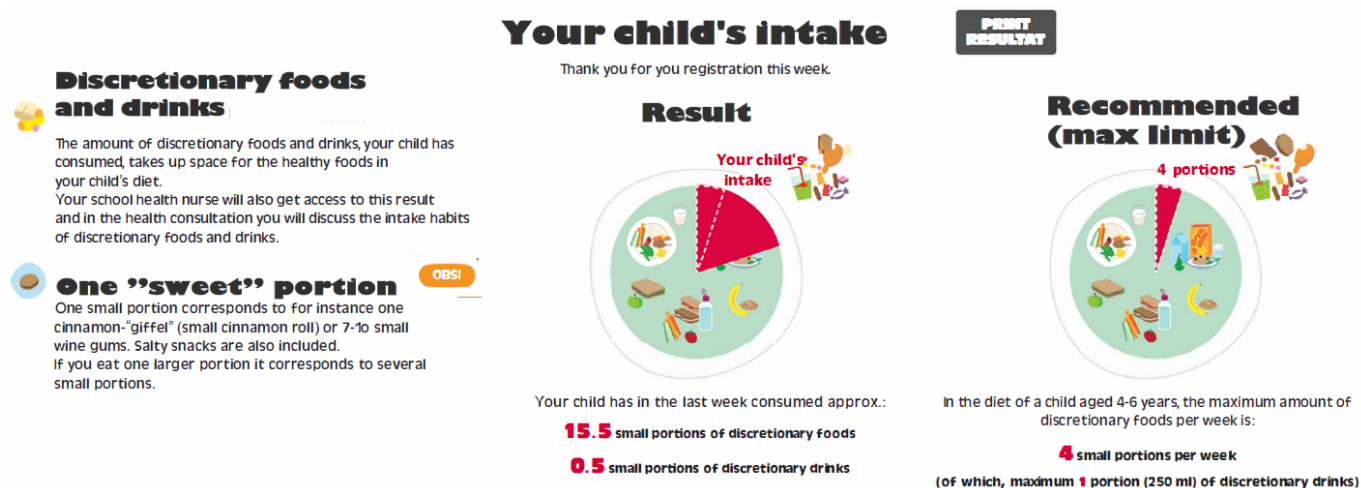 Discretionary foods
and drinks
The amount of discretionary foods and drinks, your child has
consumed, takes up space for the healthy foods in
your child's diet.
Your school health nurse will also get access to this result
and in the health consultation you will discuss the intake habits
of discretionary foods and drinks.
One ”sweet” portion
OBS!
One small portion corresponds to for instance one
cinnamon-"giffel" (small cinnamon roll) or 7-10 small
wine gums. Salty snacks are also included.
If you eat one larger portion it corresponds to several
small portions.
Your child's intake
Thank you for you registration this week.
Result
Your child's
intake
Your child has in the last week consumed approx.:
15.5 small portions of discretionary foods
0.5 small portions of discretionary drinks
PRINT
RESULTAT
Recommended
(max limit)
4 portions
In the diet of a child aged 4-6 years, the maximum amount of
discretionary foods per week is:
4 small portions per week
(of which, maximum 1 portion (250 ml) of discretionary drinks)